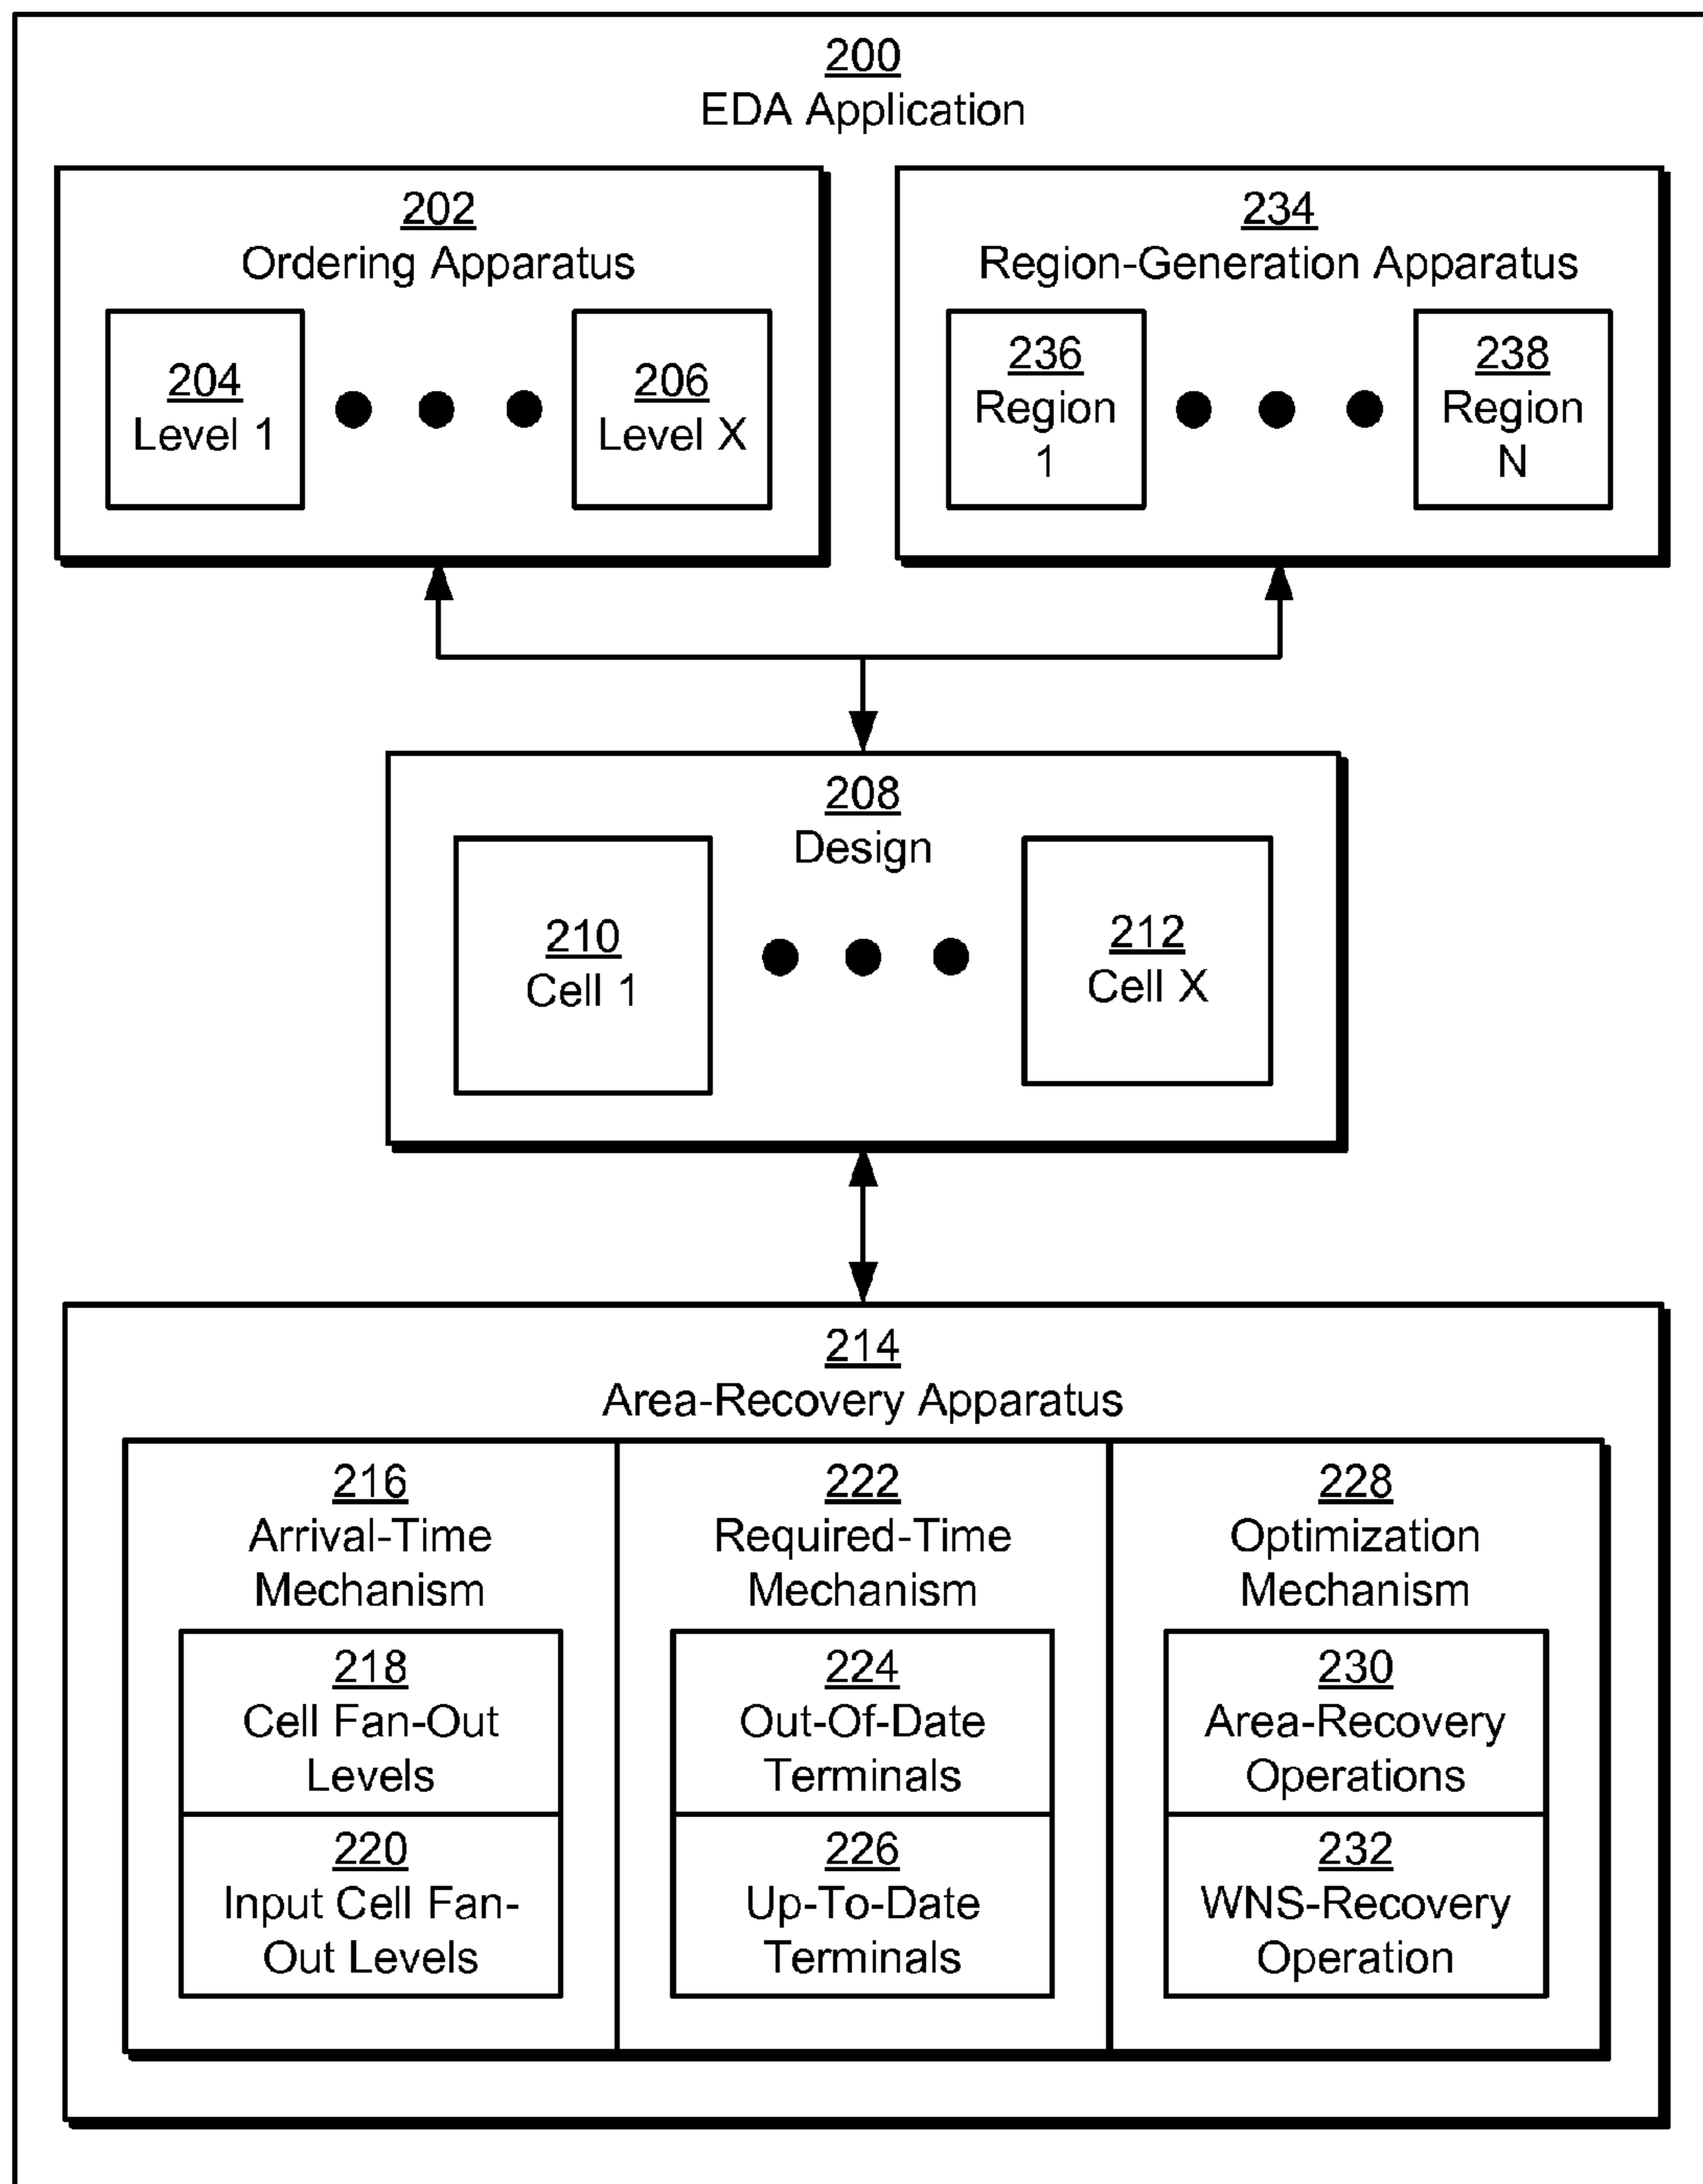 200
EDA Application
202
Ordering Apparatus
204
Level 1
206
Level X
234
Region-Generation Apparatus
236
Region
1
238
Region
N
208
Design
210
Cell 1
212
Cell X
214
Area-Recovery Apparatus
216
Arrival-Time
Mechanism
218
Cell Fan-Out
Levels
220
Input Cell Fan-
Out Levels
222
Required-Time
Mechanism
224
Out-Of-Date
Terminals
226
Up-To-Date
Terminals
228
Optimization
Mechanism
230
Area-Recovery
Operations
232
WNS-Recovery
Operation